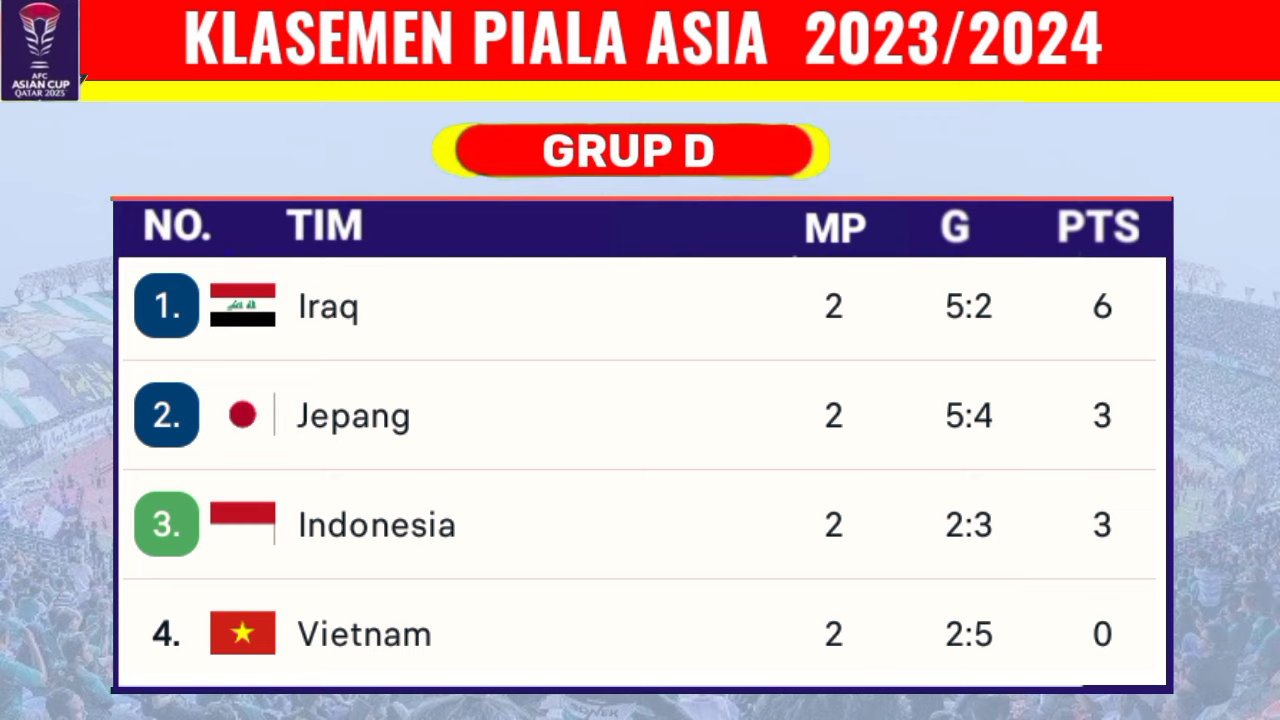 KLASEMEN PIALA ASIA 2023/2024
AFC
ASIAN CUP
QATAR 2023
GRUP D
NO. TIM MP G PTS
1. Iraq 2 5:2 6
2. Jepang 2 5:4 3
3. Indonesia 2 2:3 3
4. Vietnam 2 2:5 0